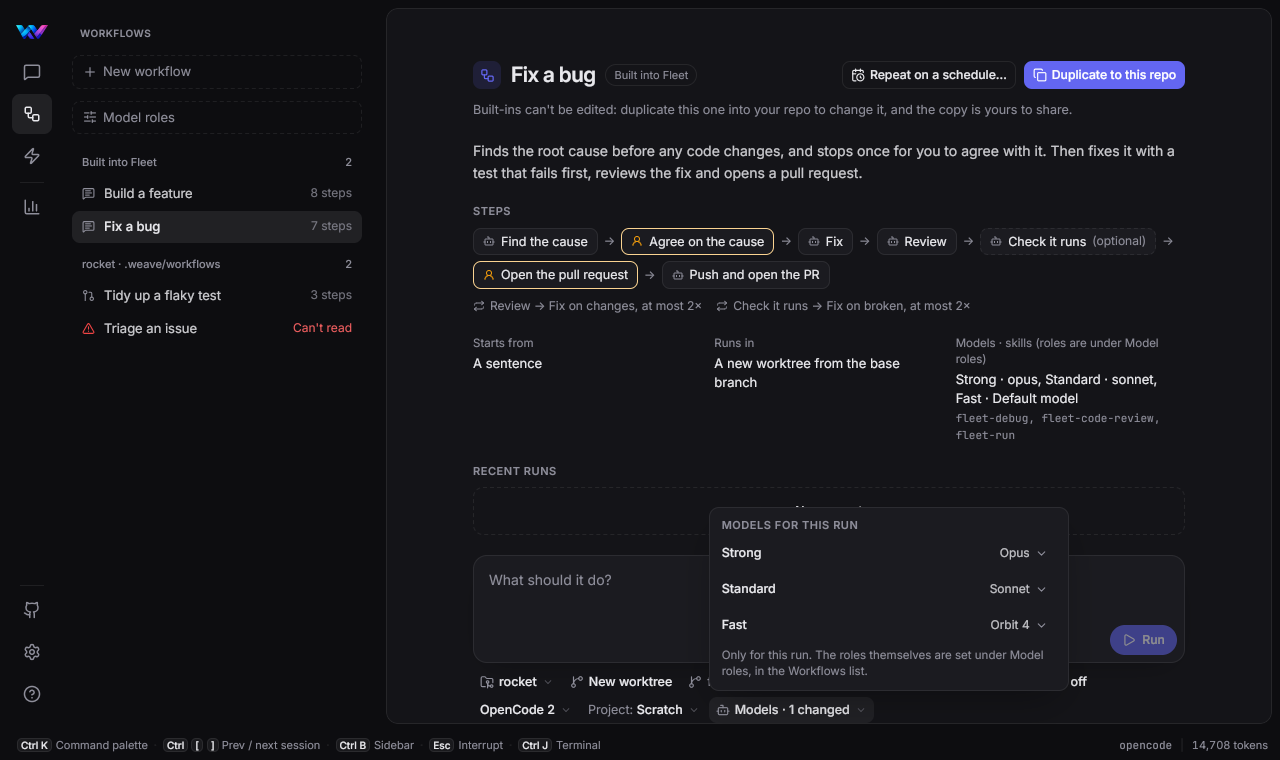 WORKFLOWS
New workflow
Model roles
Built into Fleet 2
Build a feature 8 steps
Fix a bug 7 steps
rocket · .weave/workflows 2
Tidy up a flaky test 3 steps
Triage an issue Can't read
Fix a bug Built into Fleet Repeat on a schedule... Duplicate to this repo
Built-ins can't be edited: duplicate this one into your repo to change it, and the copy is yours to share.
Finds the root cause before any code changes, and stops once for you to agree with it. Then fixes it with a
test that fails first, reviews the fix and opens a pull request.
STEPS
Find the cause → Agree on the cause → Fix → Review → Check it runs (optional) →
Open the pull request → Push and open the PR
Review → Fix on changes, at most 2× Check it runs → Fix on broken, at most 2×
Starts from
A sentence
Runs in
A new worktree from the base
branch
Models · skills (roles are under Model
roles)
Strong · opus, Standard · sonnet,
Fast · Default model
fleet-debug, fleet-code-review,
fleet-run
RECENT RUNS
MODELS FOR THIS RUN
Strong Opus
Standard Sonnet
Fast Orbit 4
Only for this run. The roles themselves are set under Model
roles, in the Workflows list.
What should it do?
Run
rocket New worktree off
OpenCode 2 Project: Scratch Models · 1 changed
Ctrl K Command palette · Ctrl [ ] Prev / next session · Ctrl B Sidebar · Esc Interrupt · Ctrl J Terminal
opencode 14,708 tokens